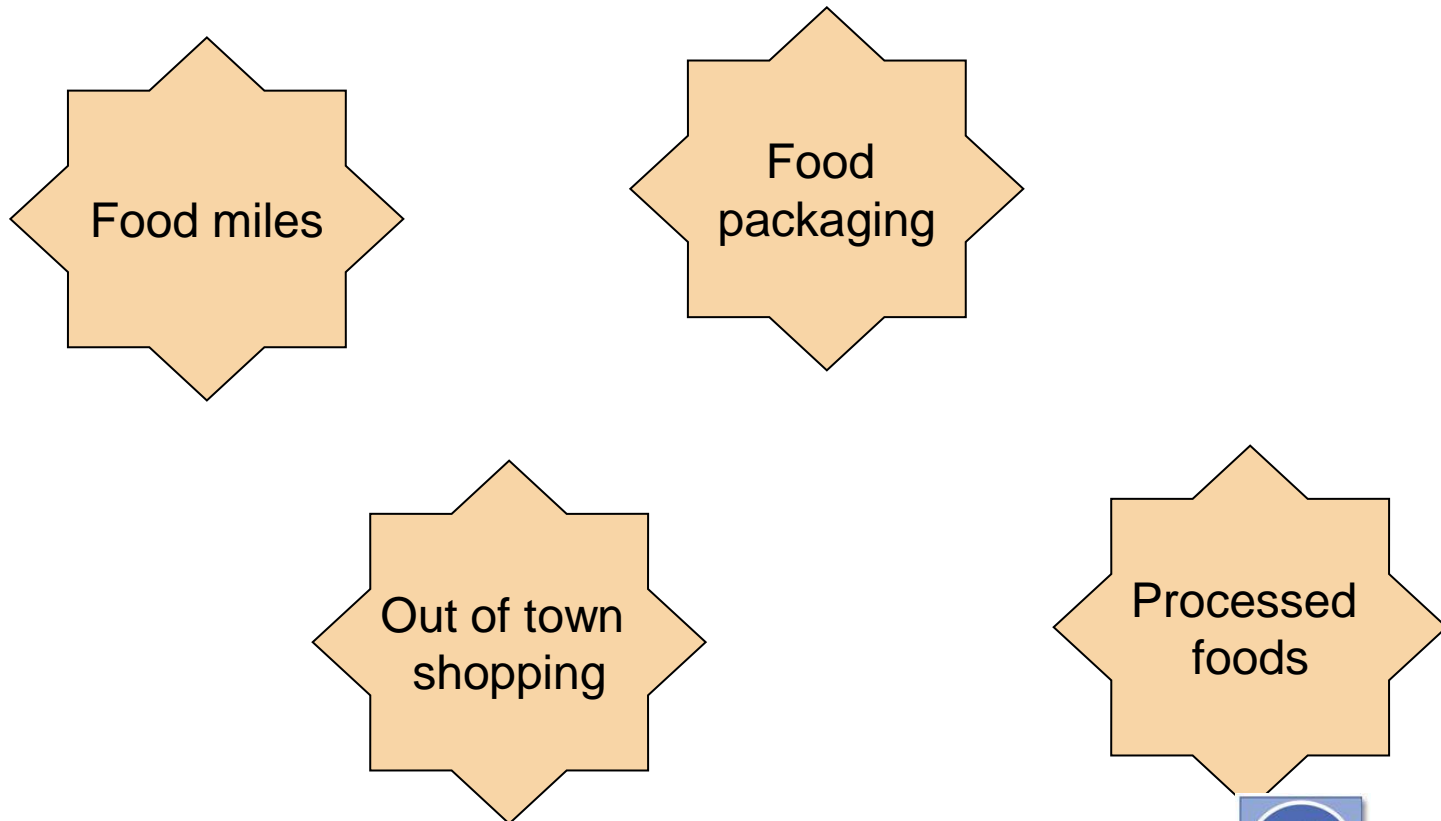 Food miles
Food
packaging
Out of town
shopping
Processed
foods